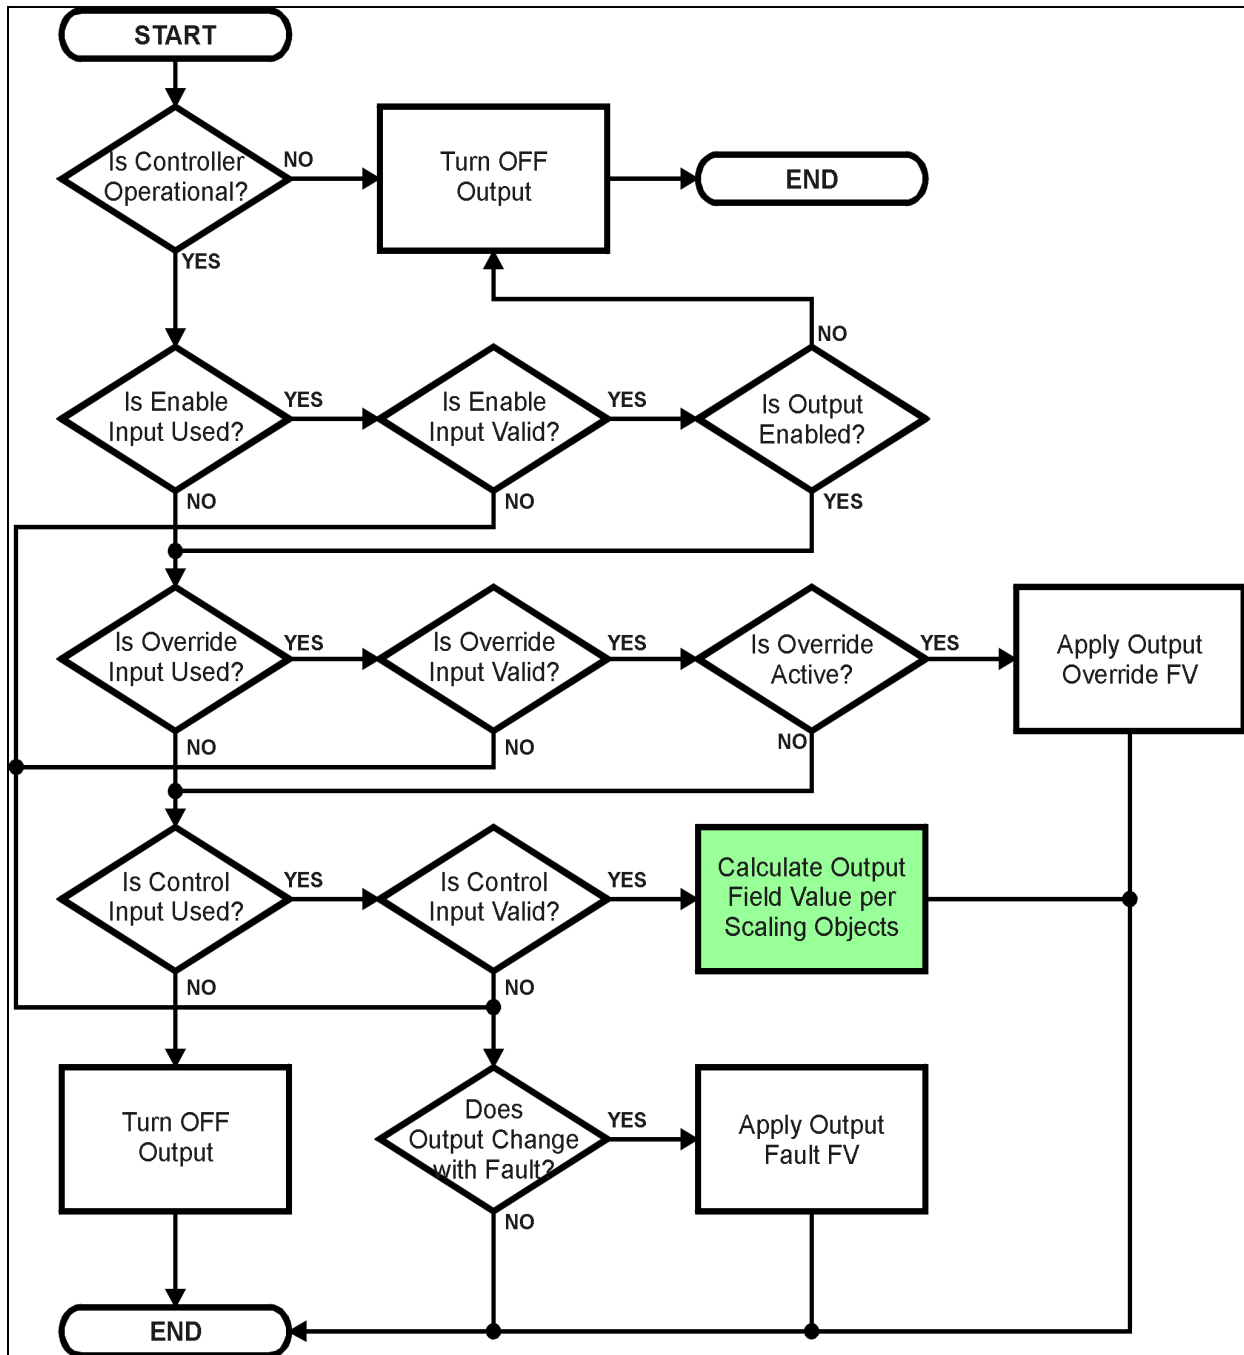 START
Is Controller
Operational?
NO
Turn OFF
Output
END
YES
NO
Is Enable
Input Used?
YES
Is Enable
Input Valid?
YES
Is Output
Enabled?
NO
NO
YES
Is Override
Input Used?
YES
Is Override
Input Valid?
YES
Is Override
Active?
YES
Apply Output
Override FV
NO
NO
NO
Is Control
Input Used?
YES
Is Control
Input Valid?
YES
Calculate Output
Field Value per
Scaling Objects
NO
NO
Turn OFF
Output
Does
Output Change
with Fault?
YES
Apply Output
Fault FV
NO
END